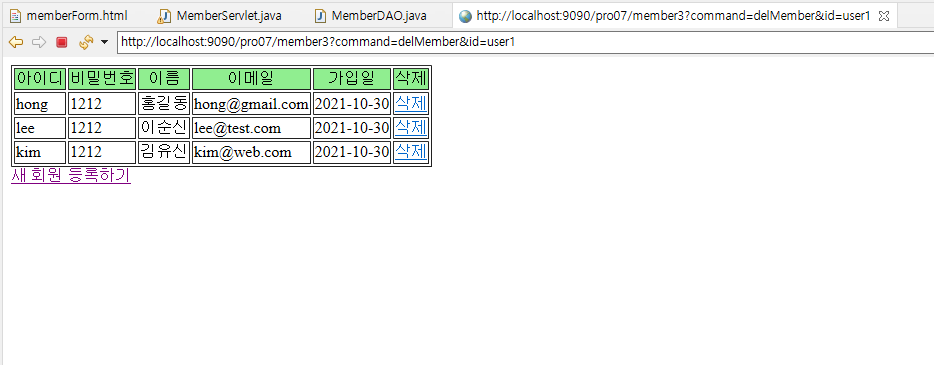 memberForm.html MemberServlet.java MemberDAO.java http://localhost:9090/pro07/member3?command=delMember&id=user1
http://localhost:9090/pro07/member3?command=delMember&id=user1
아이디 비밀번호 이름 이메일 가입일 삭제
hong 1212 홍길동 hong@gmail.com 2021-10-30 삭제
lee 1212 이순신 lee@test.com 2021-10-30 삭제
kim 1212 김유신 kim@web.com 2021-10-30 삭제
새 회원 등록하기